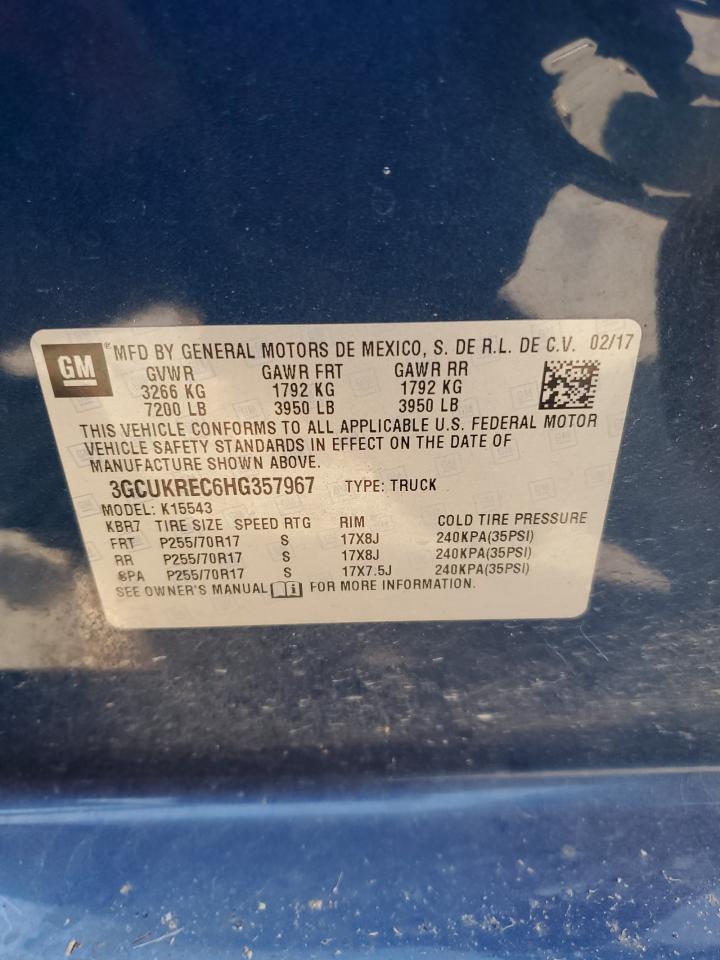 GM ® MFD BY GENERAL MOTORS DE MEXICO, S. DE R.L. DE C.V. 02/17
GVWR GAWR FRT GAWR RR
3266 KG 1792 KG 1792 KG
7200 LB 3950 LB 3950 LB
THIS VEHICLE CONFORMS TO ALL APPLICABLE U.S. FEDERAL MOTOR
VEHICLE SAFETY STANDARDS IN EFFECT ON THE DATE OF
MANUFACTURE SHOWN ABOVE.
3GCUKREC6HG357967 TYPE: TRUCK
MODEL: K15543
KBR7 TIRE SIZE SPEED RTG RIM COLD TIRE PRESSURE
FRT P255/70R17 S 17X8J 240KPA(35PSI)
RR P255/70R17 S 17X8J 240KPA(35PSI)
SPA P255/70R17 S 17X7.5J 240KPA(35PSI)
SEE OWNER'S MANUAL FOR MORE INFORMATION.